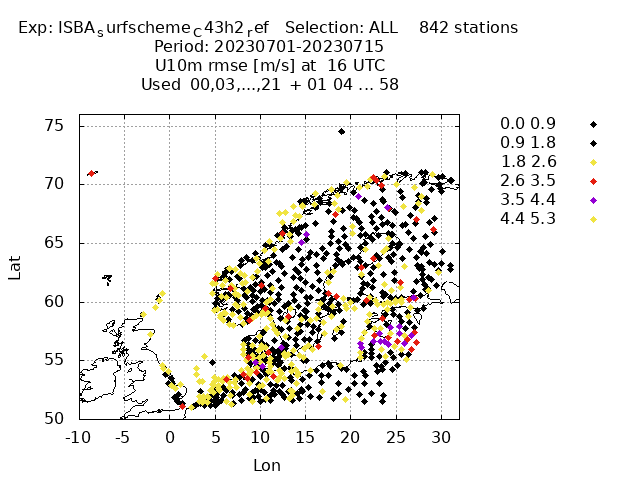 Exp: ISBA_surfscheme_C43h2_ref Selection: ALL 842 stations
Period: 20230701-20230715
U10m rmse [m/s] at 16 UTC
Used 00,03,...,21 + 01 04 ... 58
0.0 0.9
0.9 1.8
1.8 2.6
2.6 3.5
3.5 4.4
4.4 5.3
75
70
65
60
55
50
Lat
-10 -5 0 5 10 15 20 25 30
Lon